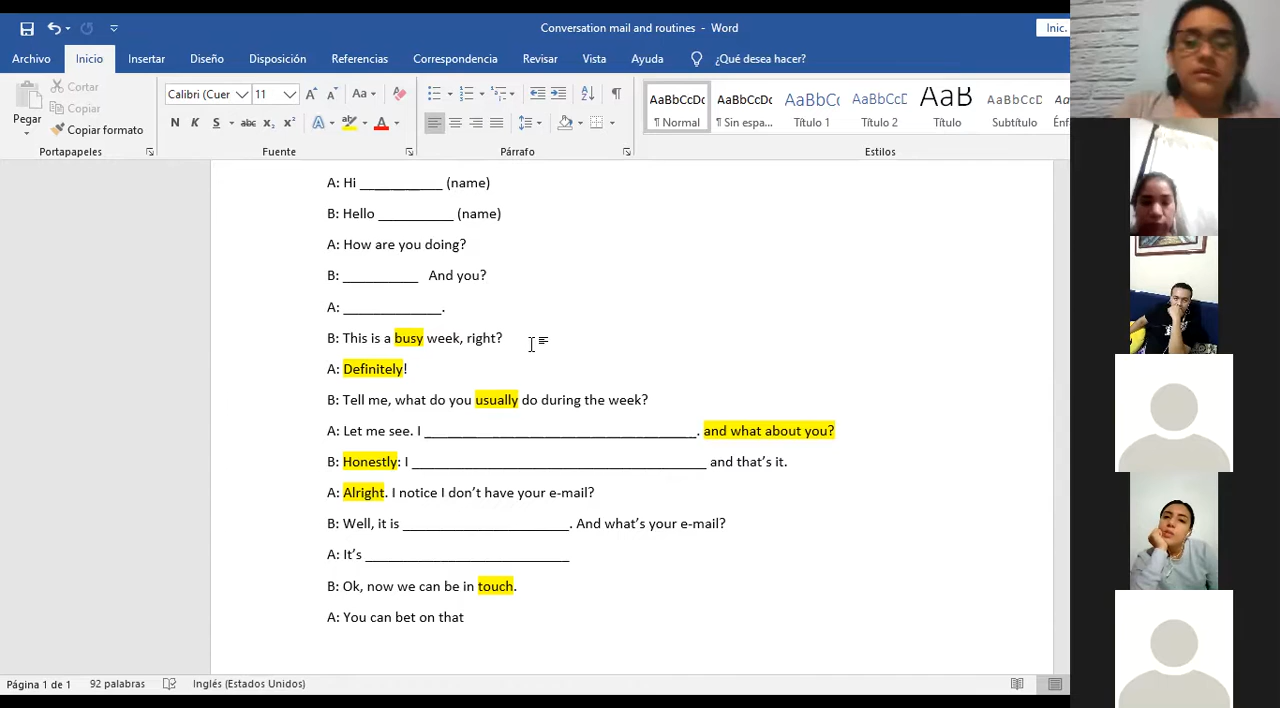 Conversation mail and routines - Word
Inic.
Archivo Inicio Insertar Diseño Disposición Referencias Correspondencia Revisar Vista Ayuda ¿Qué desea hacer?
Pegar
Cortar
Copiar
Copiar formato
Portapapeles
Calibri (Cuer 11
N K S abc x₂ x²
Fuente
Párrafo
AaBbCcDc AaBbCcDc AaBbC AaBbCcD AaB AaBbCcD
¶ Normal ¶ Sin espa... Título 1 Título 2 Título Subtítulo
Estilos
A: Hi ___________ (name)
B: Hello __________ (name)
A: How are you doing?
B: __________ And you?
A: _____________.
B: This is a busy week, right?
A: Definitely!
B: Tell me, what do you usually do during the week?
A: Let me see. I ____________________________________. and what about you?
B: Honestly: I _______________________________________ and that’s it.
A: Alright. I notice I don’t have your e-mail?
B: Well, it is ______________________. And what’s your e-mail?
A: It’s ___________________________
B: Ok, now we can be in touch.
A: You can bet on that
Página 1 de 1 92 palabras Inglés (Estados Unidos)